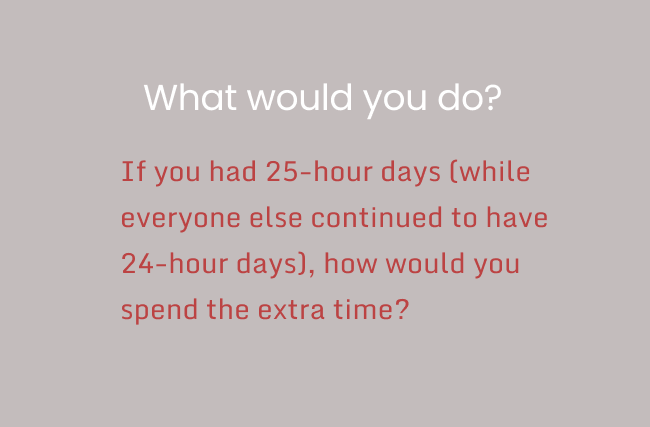 What would you do?
If you had 25-hour days (while
everyone else continued to have
24-hour days), how would you
spend the extra time?